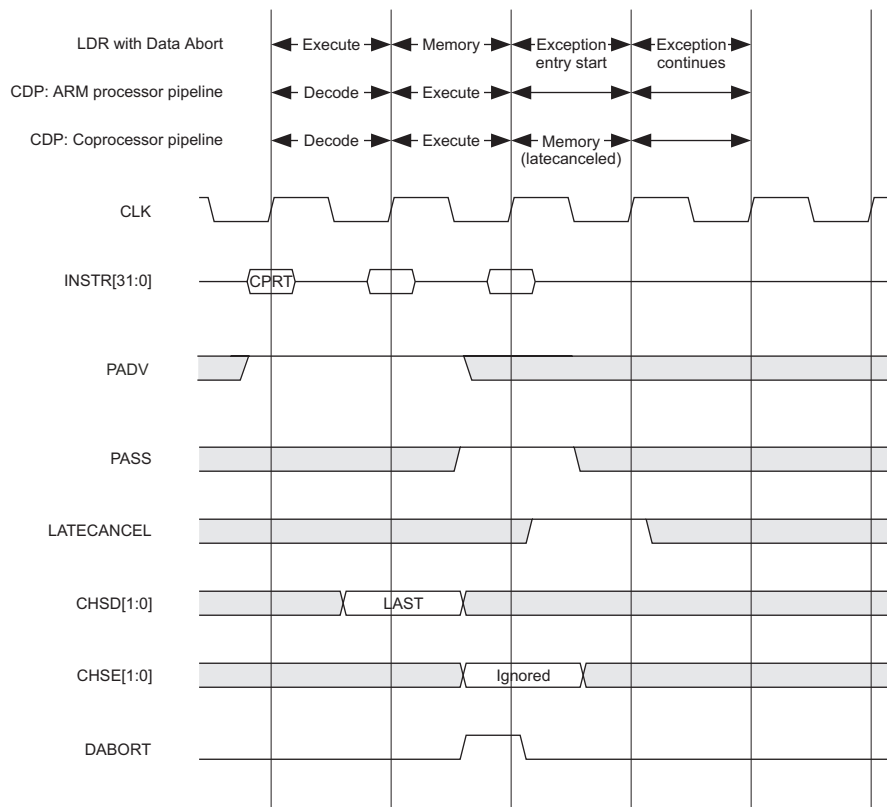 LDR with Data Abort
Execute
Memory
Exception
entry start
Exception
continues
CDP: ARM processor pipeline
Decode
Execute
CDP: Coprocessor pipeline
Decode
Execute
Memory
(latecanceled)
CLK
INSTR[31:0]
CPRT
PADV
PASS
LATECANCEL
CHSD[1:0]
LAST
CHSE[1:0]
Ignored
DABORT